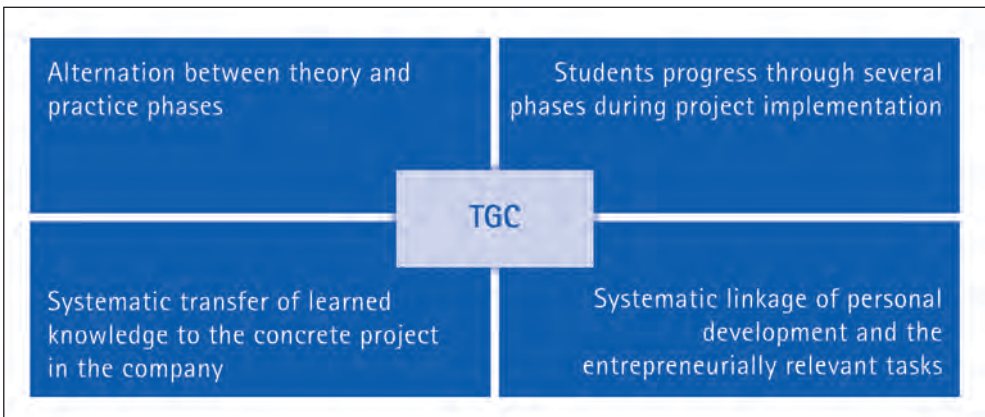 Alternation between theory and
practice phases
Students progress through several
phases during project implementation
TGC
Systematic transfer of learned
knowledge to the concrete project
in the company
Systematic linkage of personal
development and the
entrepreneurially relevant tasks